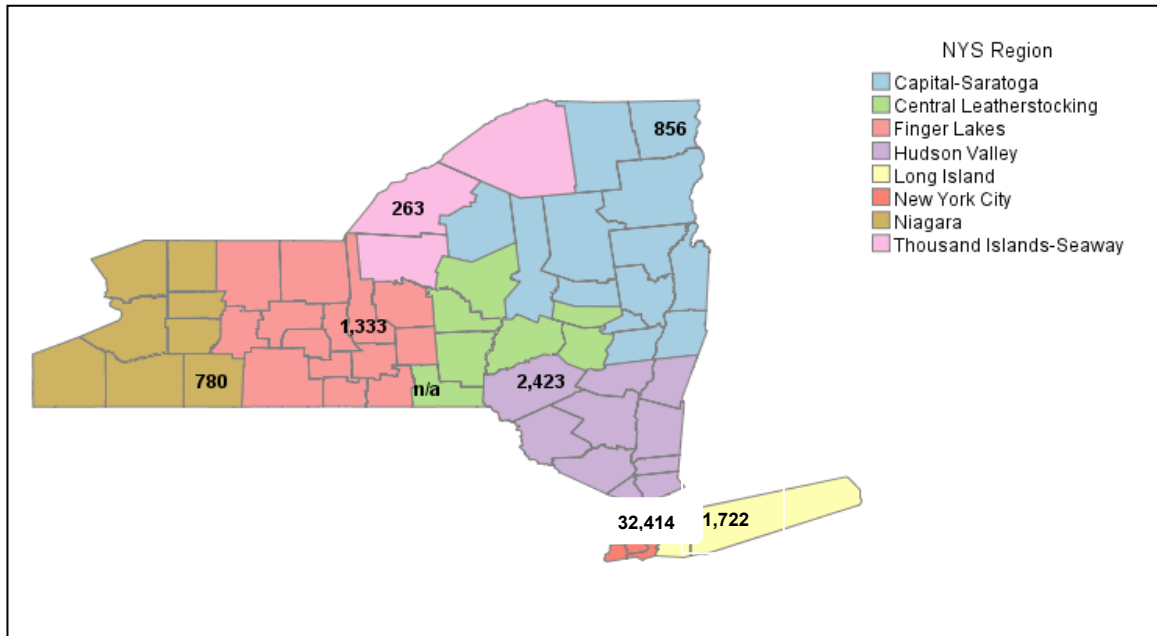 NYS Region
Capital-Saratoga
Central Leatherstocking
Finger Lakes
Hudson Valley
Long Island
New York City
Niagara
Thousand Islands-Seaway
856
263
1,333
780
n/a
2,423
32,414
1,722